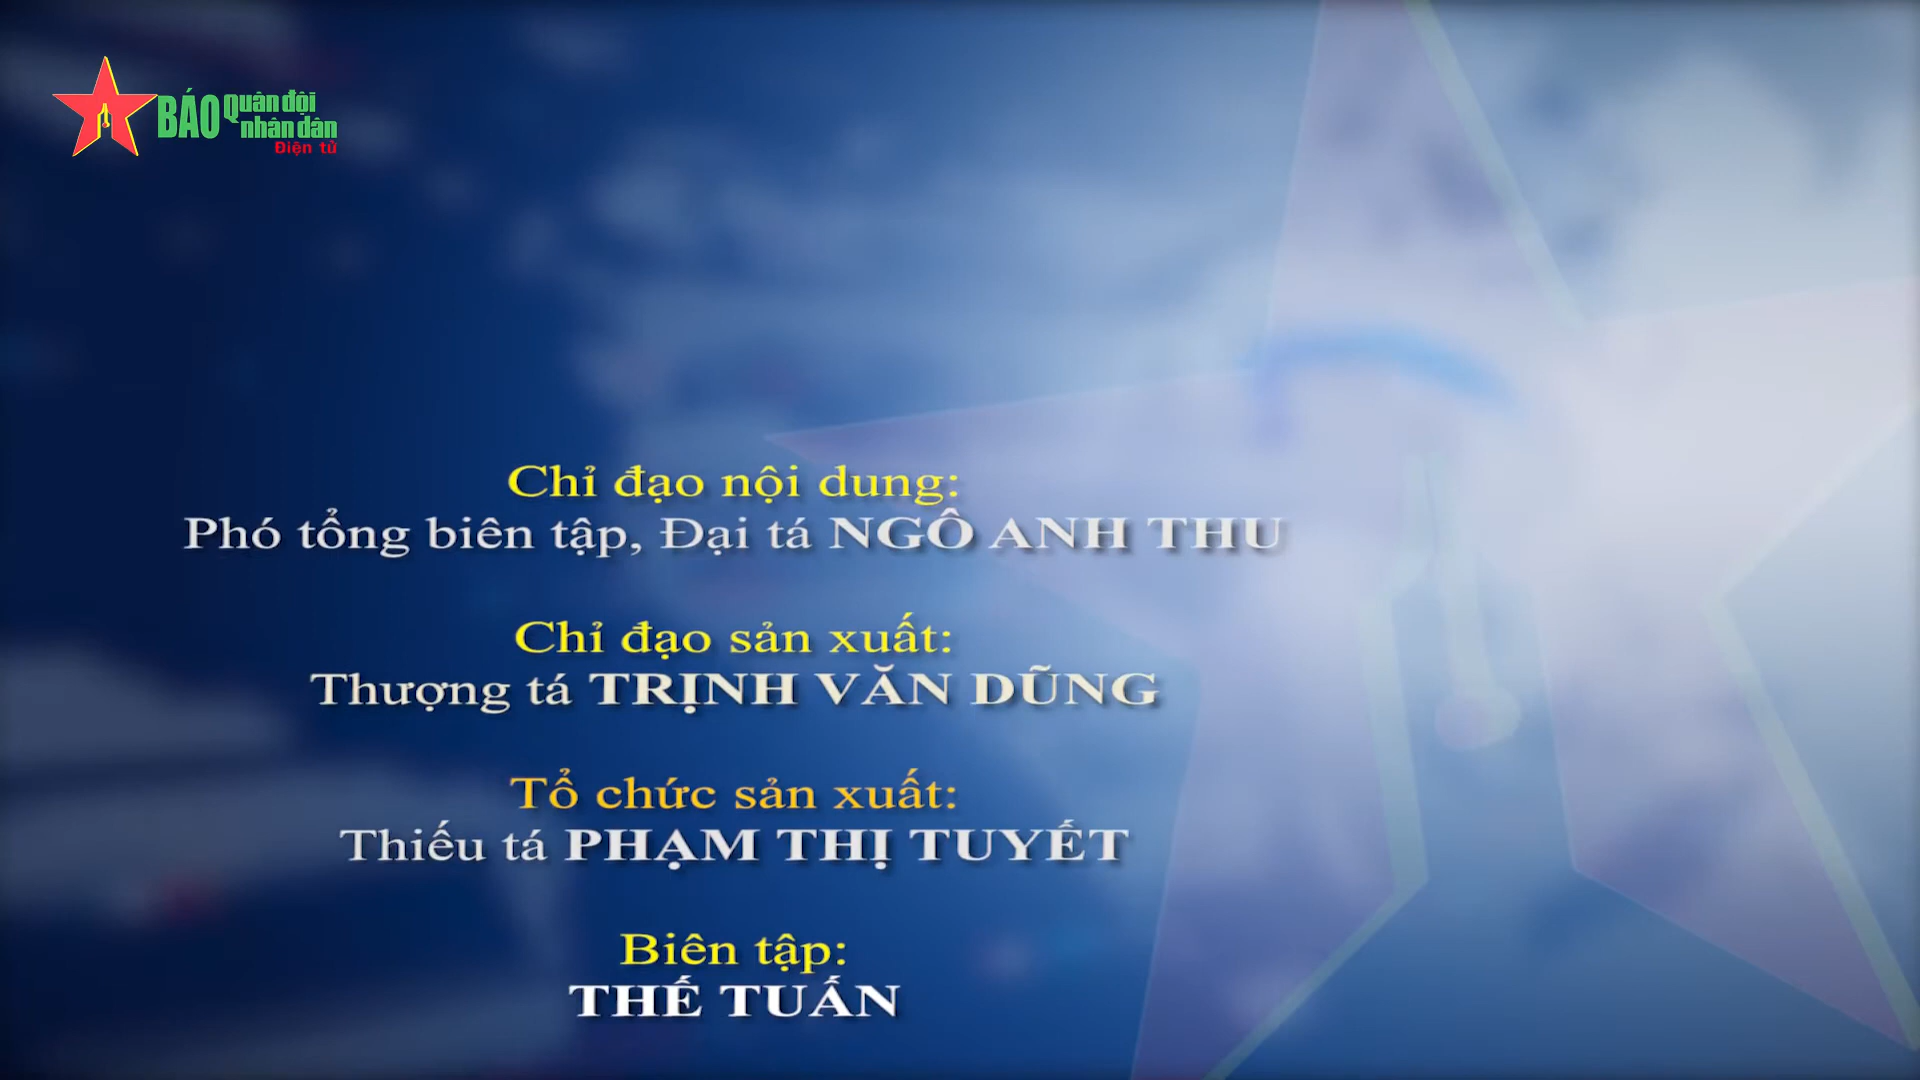 BÁO Quân đội
nhân dân
Điện tử
Chỉ đạo nội dung:
Phó tổng biên tập, Đại tá NGÔ ANH THU
Chỉ đạo sản xuất:
Thượng tá TRỊNH VĂN DŨNG
Tổ chức sản xuất:
Thiếu tá PHẠM THỊ TUYẾT
Biên tập:
THẾ TUẤN